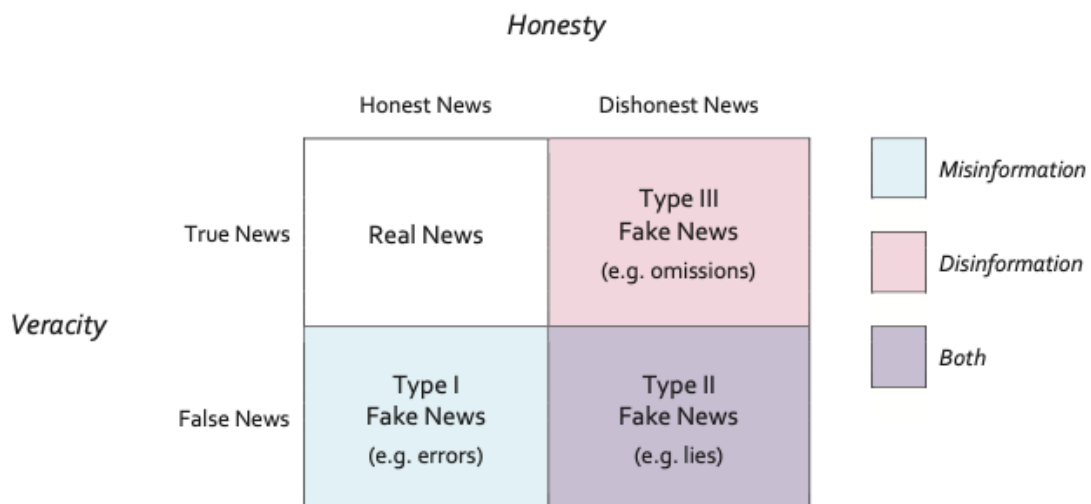 Honesty
Honest News
Dishonest News
Misinformation
Type III
Fake News
(e.g. omissions)
True News
Real News
Disinformation
Veracity
Both
Type I
Fake News
(e.g. errors)
Type II
Fake News
(e.g. lies)
False News